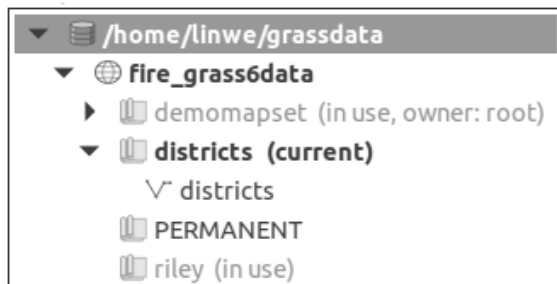 /home/linwe/grassdata
fire_grass6data
demomapset (in use, owner: root)
districts (current)
districts
PERMANENT
riley (in use)